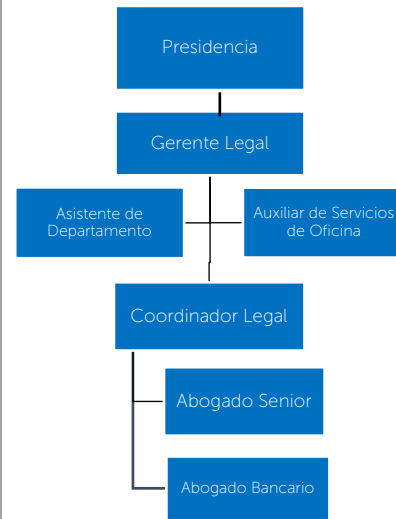 Presidencia
Gerente Legal
Asistente de
Departamento
Auxiliar de Servicios
de Oficina
Coordinador Legal
Abogado Senior
Abogado Bancario